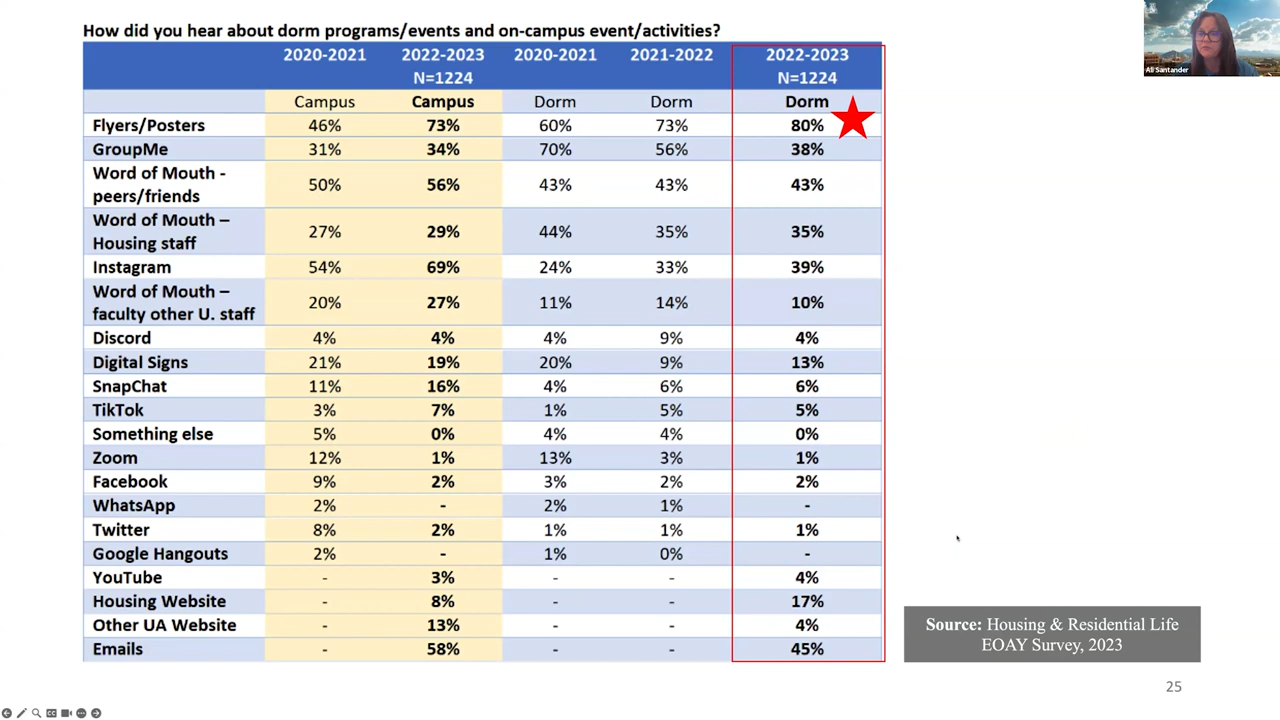 How did you hear about dorm programs/events and on-campus event/activities?
2020-2021 2022-2023 2020-2021 2021-2022 2022-2023
N=1224 N=1224
Campus Campus Dorm Dorm Dorm
Flyers/Posters 46% 73% 60% 73% 80%
GroupMe 31% 34% 70% 56% 38%
Word of Mouth -
peers/friends 50% 56% 43% 43% 43%
Word of Mouth –
Housing staff 27% 29% 44% 35% 35%
Instagram 54% 69% 24% 33% 39%
Word of Mouth –
faculty other U. staff 20% 27% 11% 14% 10%
Discord 4% 4% 4% 9% 4%
Digital Signs 21% 19% 20% 9% 13%
SnapChat 11% 16% 4% 6% 6%
TikTok 3% 7% 1% 5% 5%
Something else 5% 0% 4% 4% 0%
Zoom 12% 1% 13% 3% 1%
Facebook 9% 2% 3% 2% 2%
WhatsApp 2% - 2% 1% -
Twitter 8% 2% 1% 1% 1%
Google Hangouts 2% - 1% 0% -
YouTube - 3% - - 4%
Housing Website - 8% - - 17%
Other UA Website - 13% - - 4%
Emails - 58% - - 45%
Source: Housing & Residential Life
EOAY Survey, 2023
25
Ali Santander